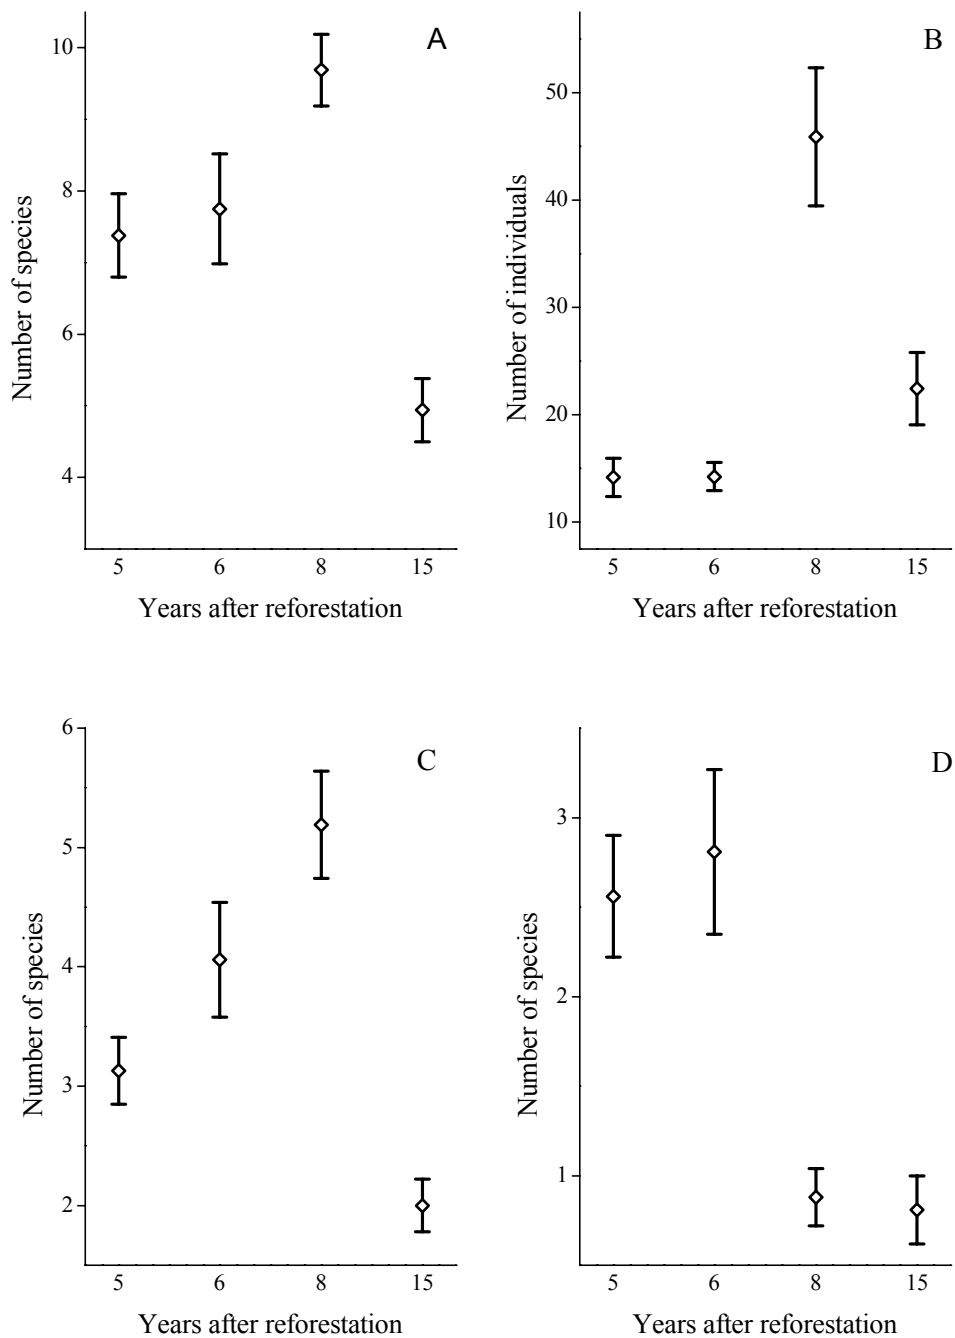 A
10
8
6
4
Number of species
5 6 8 15
Years after reforestation
B
50
40
30
20
10
Number of individuals
5 6 8 15
Years after reforestation
C
6
5
4
3
2
Number of species
5 6 8 15
Years after reforestation
D
3
2
1
Number of species
5 6 8 15
Years after reforestation